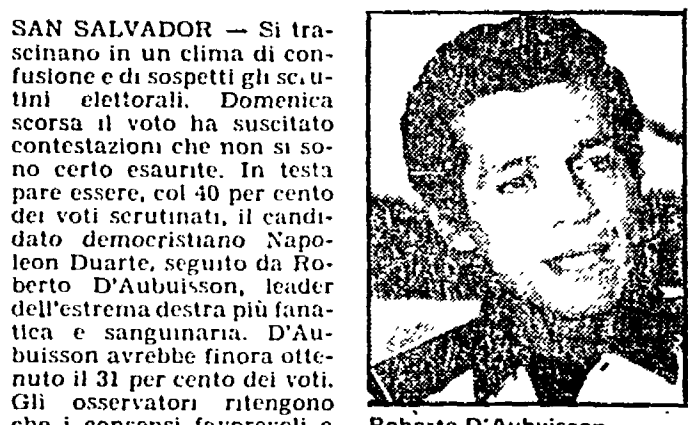 SAN SALVADOR — Si tra-
scinano in un clima di con-
fusione e di sospetti gli scru-
tini elettorali. Domenica
scorsa il voto ha suscitato
contestazioni che non si so-
no certo esaurite. In testa
pare essere, col 40 per cento
dei voti scrutinati, il candi-
dato democristiano Napo-
leon Duarte, seguito da Ro-
berto D'Aubuisson, leader
dell'estrema destra più fana-
tica e sanguinaria. D'Au-
buisson avrebbe finora otte-
nuto il 31 per cento dei voti.
Gli osservatori ritengono
che i consensi favorevoli a
Roberto D'Aubuisson